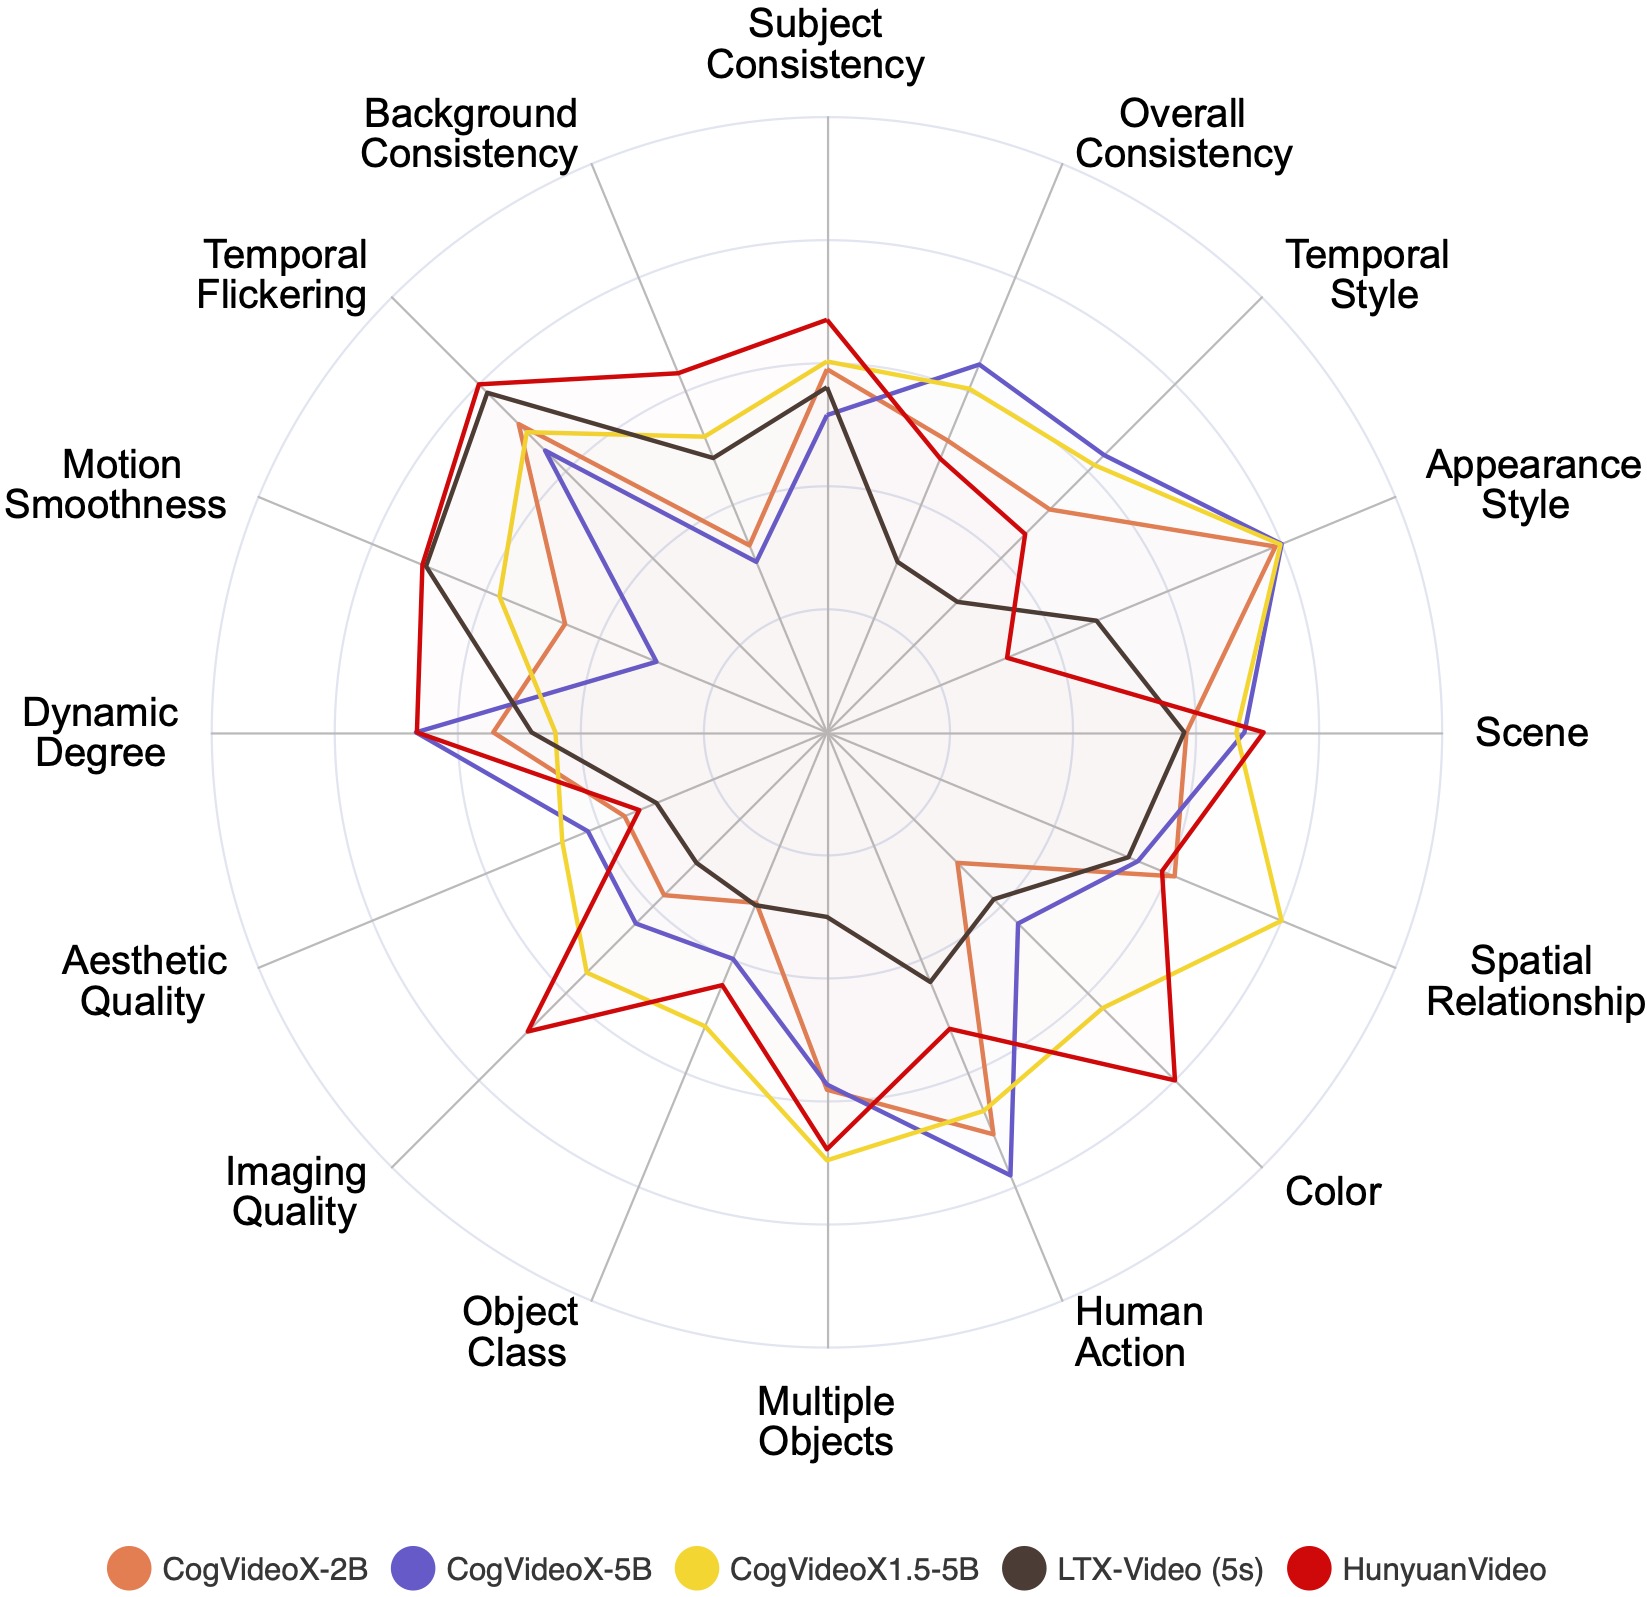 Subject
Consistency
Overall
Consistency
Temporal
Style
Appearance
Style
Scene
Spatial
Relationship
Color
Human
Action
Multiple
Objects
Object
Class
Imaging
Quality
Aesthetic
Quality
Dynamic
Degree
Motion
Smoothness
Temporal
Flickering
Background
Consistency
CogVideoX-2B
CogVideoX-5B
CogVideoX1.5-5B
LTX-Video (5s)
HunyuanVideo